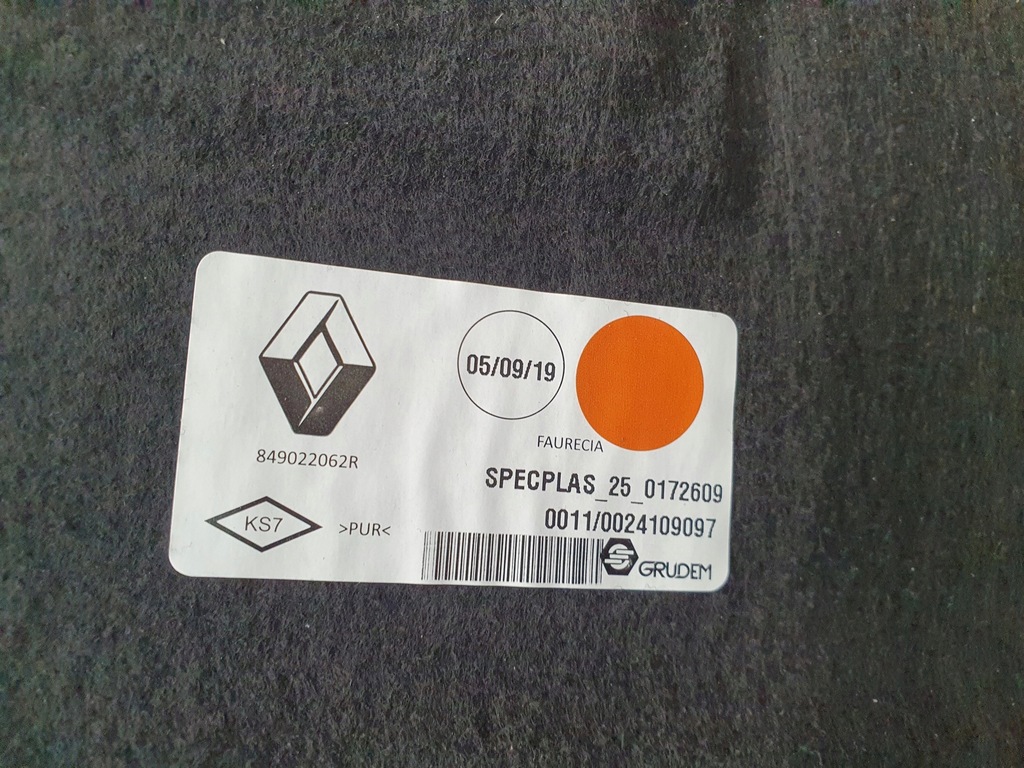 05/09/19
FAURECIA
849022062R
SPECPLAS_25_0172609
0011/0024109097
KS7
>PUR<
GRUDEM